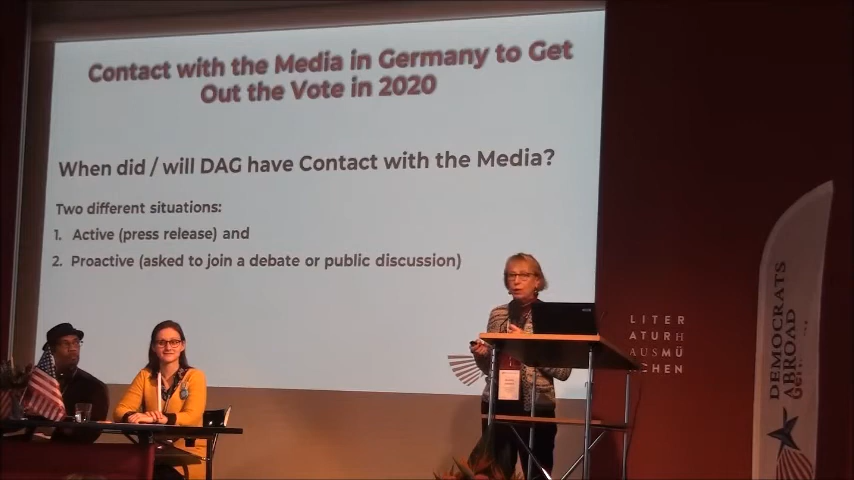 Contact with the Media in Germany to Get
Out the Vote in 2020
When did / will DAG have Contact with the Media?
Two different situations:
1. Active (press release) and
2. Proactive (asked to join a debate or public discussion)
LITER
ATURH
AUSMÜ
CHEN
DEMOCRATS
ABROAD